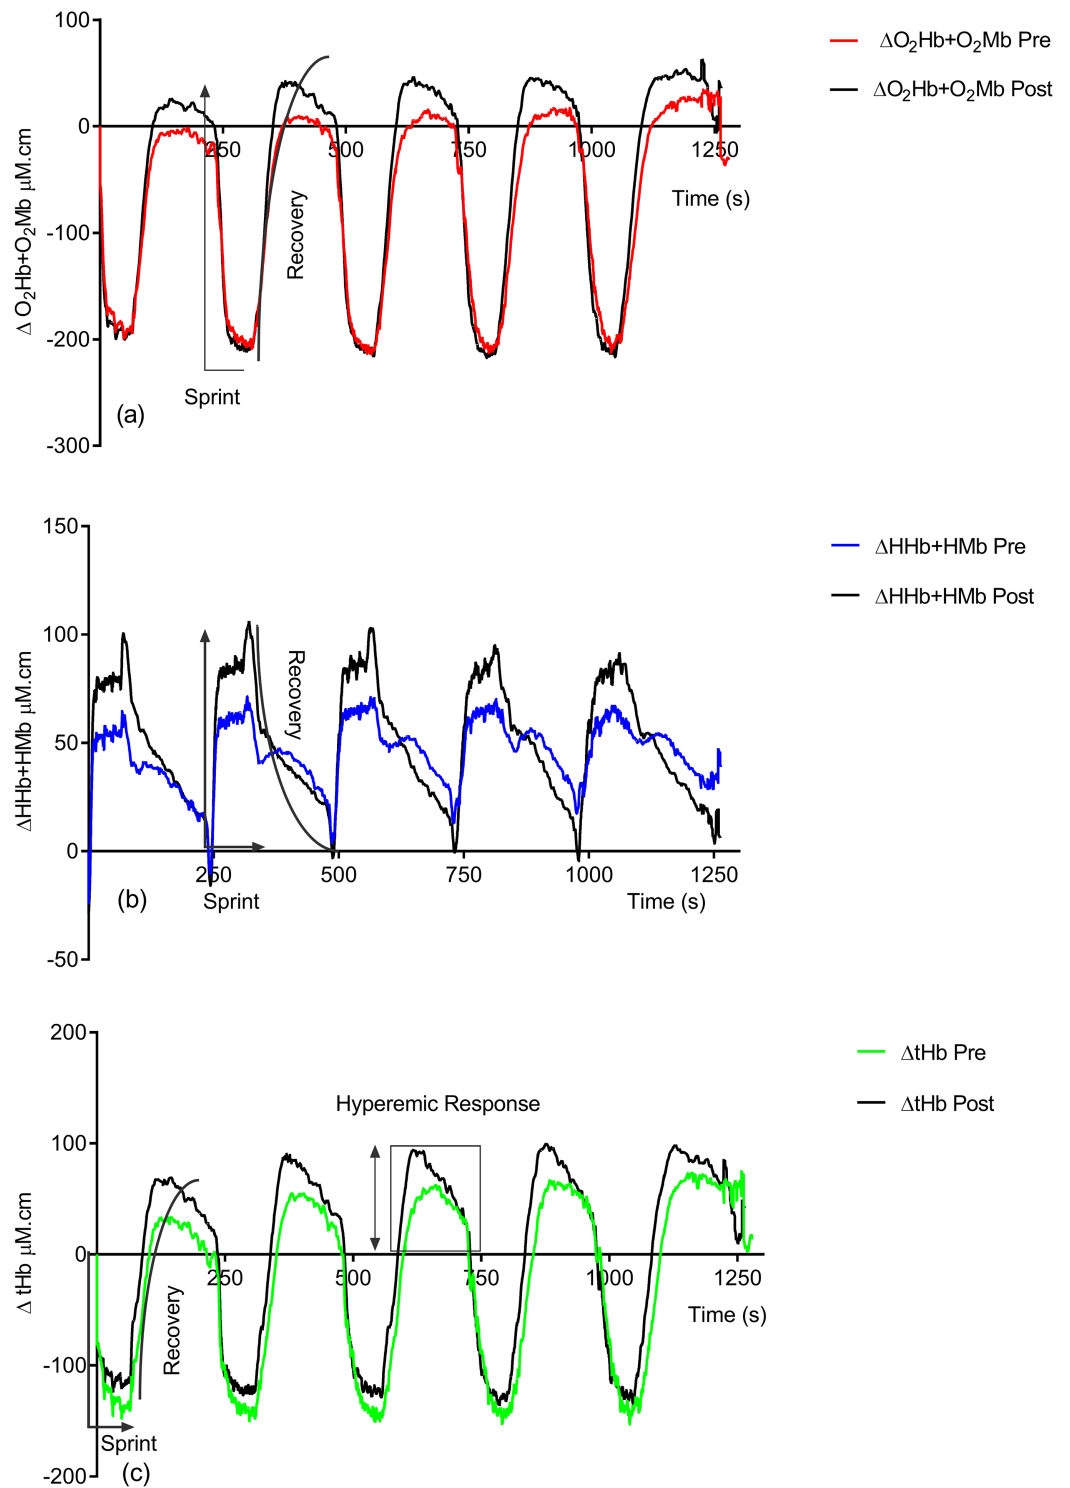 100
0
-100
-200
-300
Δ O₂Hb+O₂Mb μM.cm
250
500
750
1000
1250
Time (s)
Recovery
Sprint
(a)
ΔO₂Hb+O₂Mb Pre
ΔO₂Hb+O₂Mb Post
150
100
50
0
-50
ΔHHb+HMb μM.cm
250
500
750
1000
1250
Time (s)
Recovery
Sprint
(b)
ΔHHb+HMb Pre
ΔHHb+HMb Post
200
100
0
-100
-200
Δ tHb μM.cm
Hyperemic Response
250
500
750
1000
1250
Time (s)
Recovery
Sprint
(c)
ΔtHb Pre
ΔtHb Post